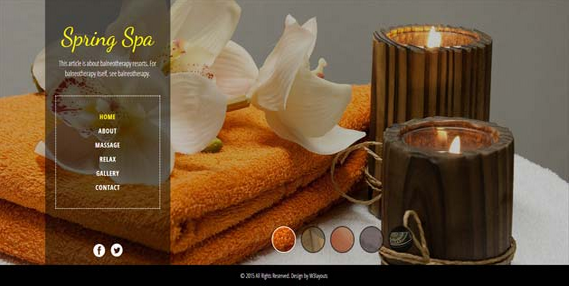 Spring Spa
This article is about balneotherapy resorts. For
balneotherapy itself, see balneotherapy.
HOME
ABOUT
MASSAGE
RELAX
GALLERY
CONTACT
© 2015 All Rights Reserved. Design by W3layouts